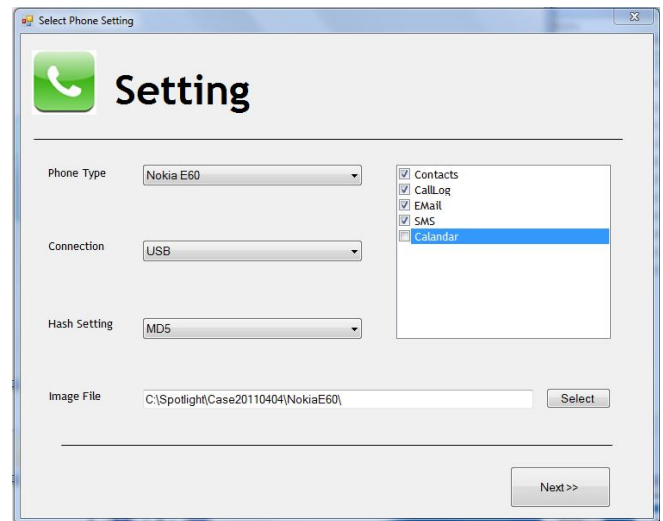 Select Phone Setting
Setting
Phone Type
Nokia E60
Contacts
CallLog
EMail
SMS
Calandar
Connection
USB
Hash Setting
MD5
Image File
C:\Spotlight\Case20110404\NokiaE60\
Select
Next>>